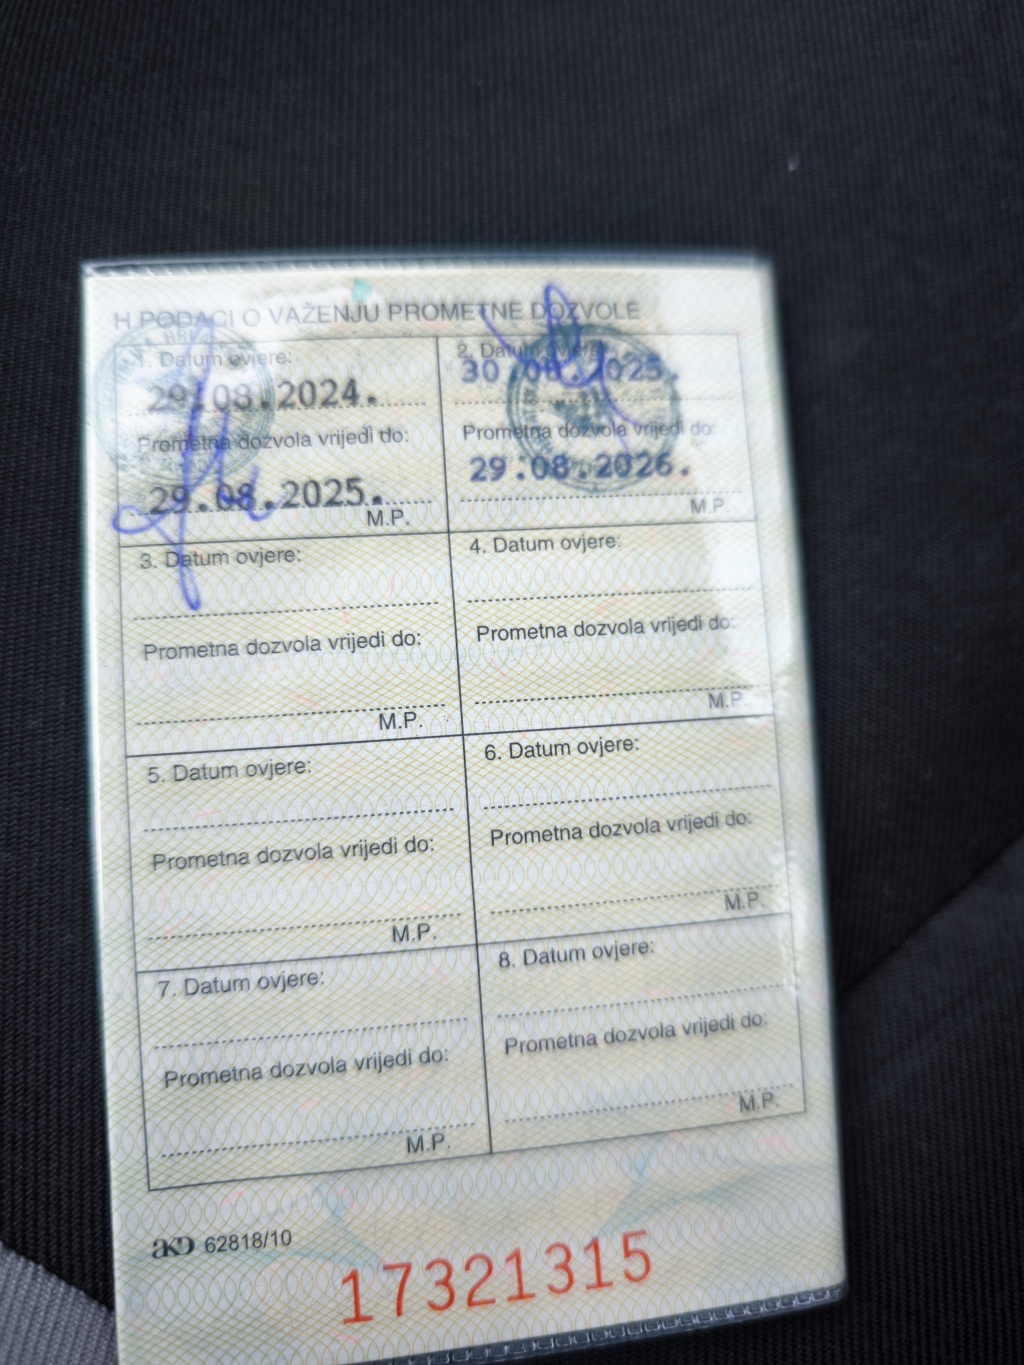 H PODACI O VAŽENJU PROMETNE DOZVOLE
1. Datum ovjere:
29.08.2024.
Prometna dozvola vrijedi do:
29.08.2025.
M.P.
2. Datum ovjere:
30.08.2025.
Prometna dozvola vrijedi do:
29.08.2026.
M.P.
3. Datum ovjere:
Prometna dozvola vrijedi do:
M.P.
4. Datum ovjere:
Prometna dozvola vrijedi do:
M.P.
5. Datum ovjere:
Prometna dozvola vrijedi do:
M.P.
6. Datum ovjere:
Prometna dozvola vrijedi do:
M.P.
7. Datum ovjere:
Prometna dozvola vrijedi do:
M.P.
8. Datum ovjere:
Prometna dozvola vrijedi do:
M.P.
AKD 62818/10
17321315